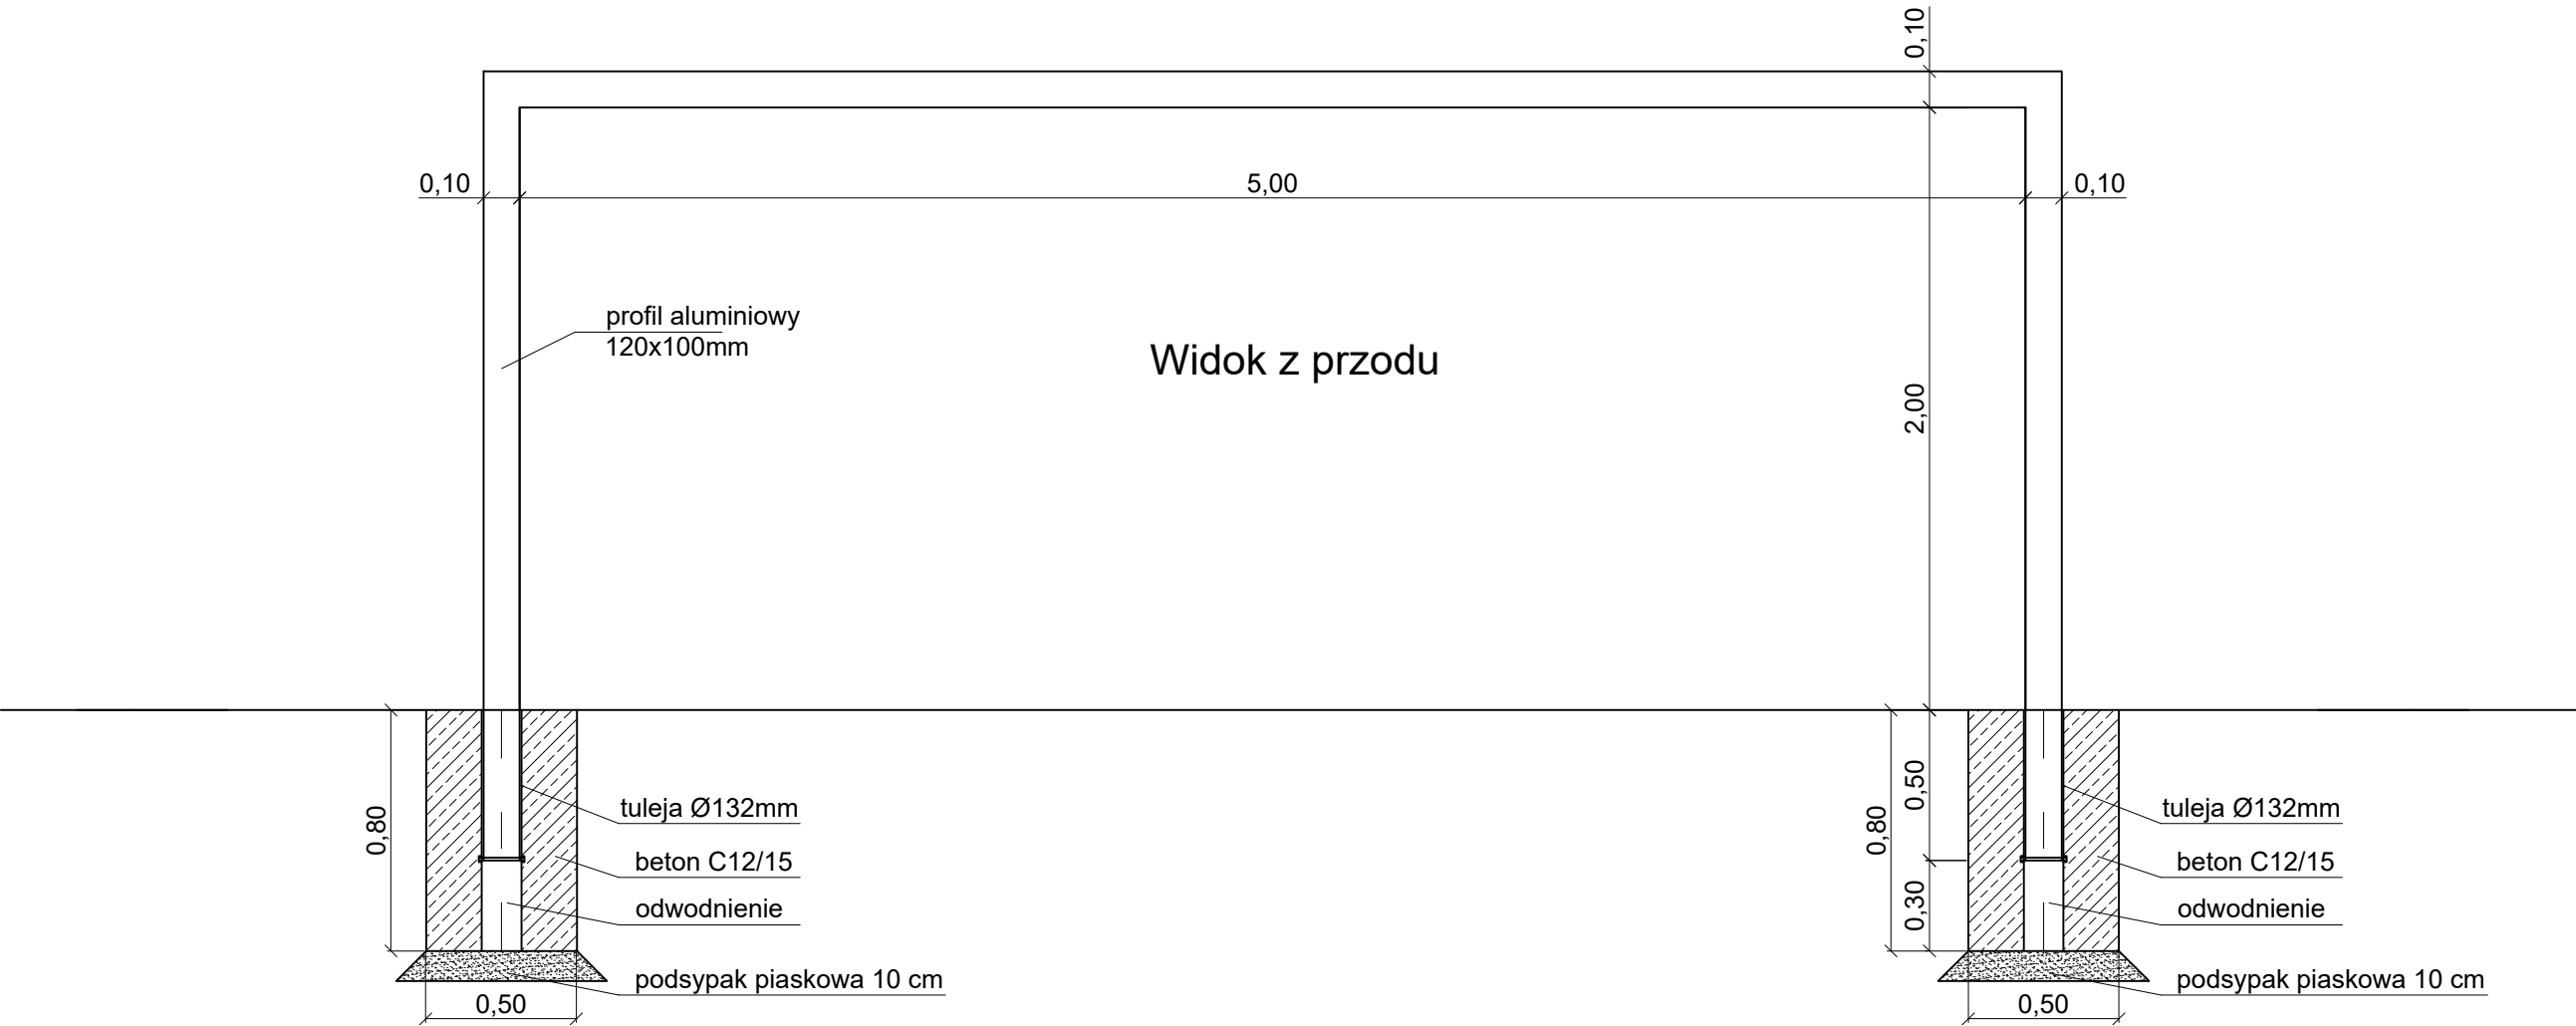 0,10
0,10
5,00
0,10
profil aluminiowy
120x100mm
Widok z przodu
2,00
0,80
tuleja Ø132mm
beton C12/15
odwodnienie
podsypak piaskowa 10 cm
0,50
0,80
0,50
0,30
tuleja Ø132mm
beton C12/15
odwodnienie
podsypak piaskowa 10 cm
0,50